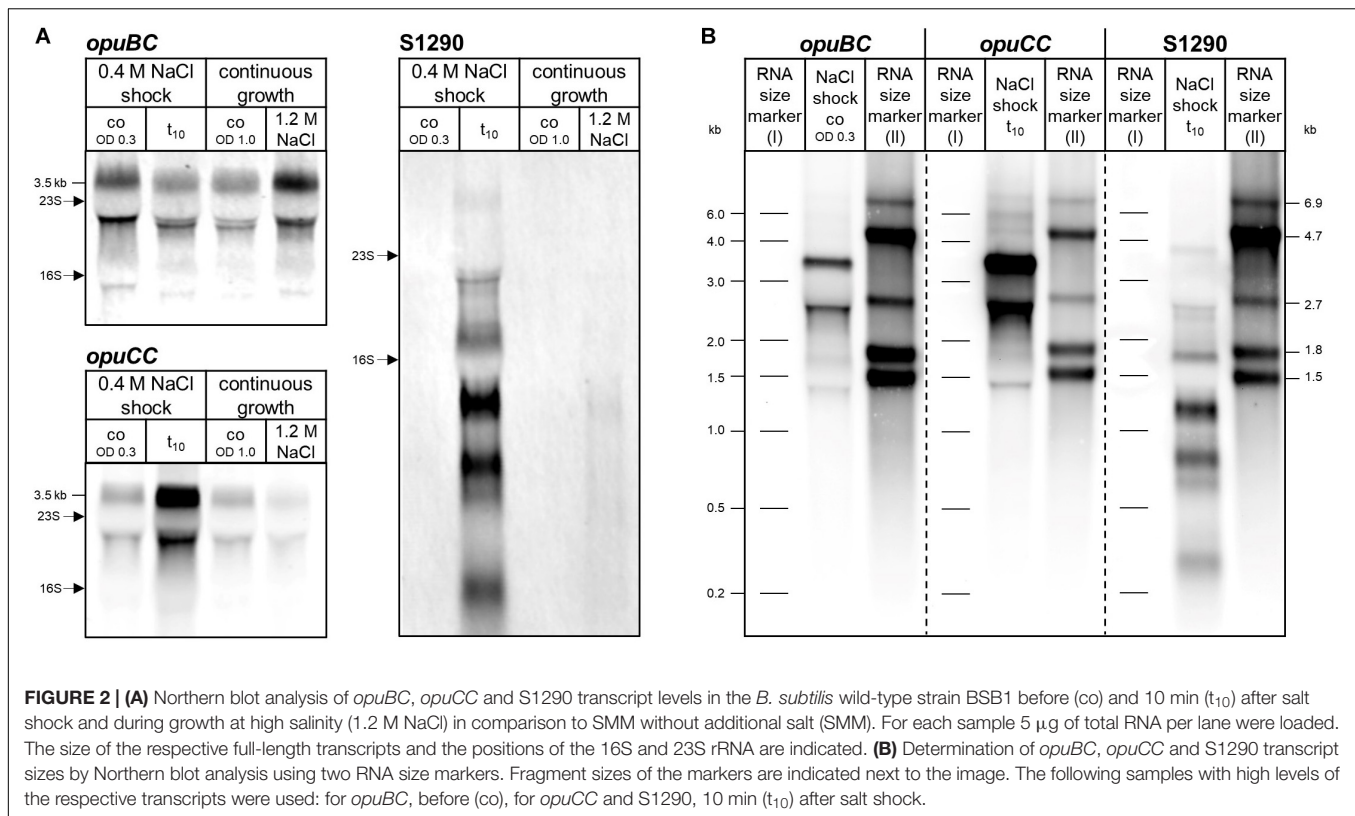 A
opuBC
0.4 M NaCl shock
continuous growth
co OD 0.3
t10
co OD 1.0
1.2 M NaCl
3.5 kb
23S
16S
opuCC
0.4 M NaCl shock
continuous growth
co OD 0.3
t10
co OD 1.0
1.2 M NaCl
3.5 kb
23S
16S
S1290
0.4 M NaCl shock
continuous growth
co OD 0.3
t10
co OD 1.0
1.2 M NaCl
23S
16S
B
opuBC
opuCC
S1290
kb
RNA size marker (I)
NaCl shock co OD 0.3
RNA size marker (II)
RNA size marker (I)
NaCl shock t10
RNA size marker (II)
RNA size marker (I)
NaCl shock t10
RNA size marker (II)
kb
6.0
4.0
3.0
2.0
1.5
1.0
0.5
0.2
6.9
4.7
2.7
1.8
1.5
FIGURE 2 | (A) Northern blot analysis of opuBC, opuCC and S1290 transcript levels in the B. subtilis wild-type strain BSB1 before (co) and 10 min (t10) after salt
shock and during growth at high salinity (1.2 M NaCl) in comparison to SMM without additional salt (SMM). For each sample 5 μg of total RNA per lane were loaded.
The size of the respective full-length transcripts and the positions of the 16S and 23S rRNA are indicated. (B) Determination of opuBC, opuCC and S1290 transcript
sizes by Northern blot analysis using two RNA size markers. Fragment sizes of the markers are indicated next to the image. The following samples with high levels of
the respective transcripts were used: for opuBC, before (co), for opuCC and S1290, 10 min (t10) after salt shock.